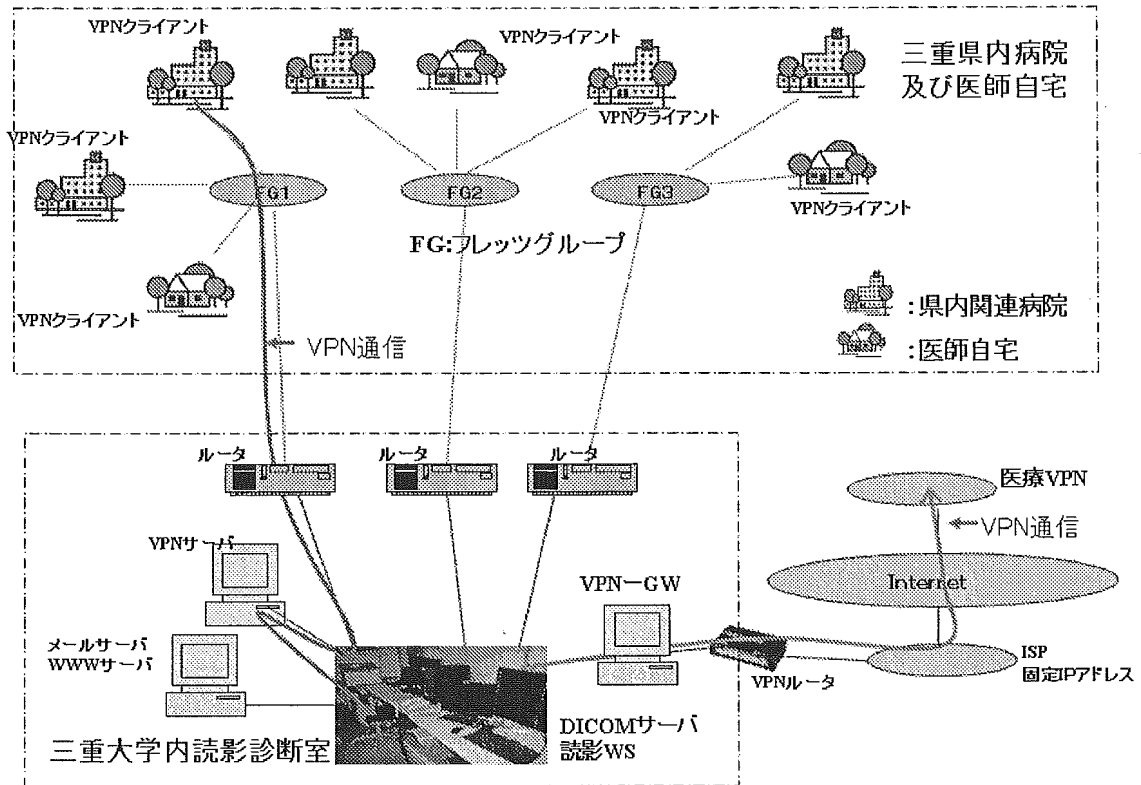 VPNクライアント
VPNクライアント
VPNクライアント
三重県内病院
及び医師自宅
VPNクライアント
VPNクライアント
FG1
FG2
FG3
VPNクライアント
FG:フレッツグループ
VPNクライアント
:県内関連病院
VPN通信
:医師自宅
ルータ
ルータ
ルータ
医療VPN
VPN通信
VPNサーバ
VPNーGW
Internet
メールサーバ
WWWサーバ
ISP
固定IPアドレス
VPNルータ
DICOMサーバ
読影WS
三重大学内読影診断室